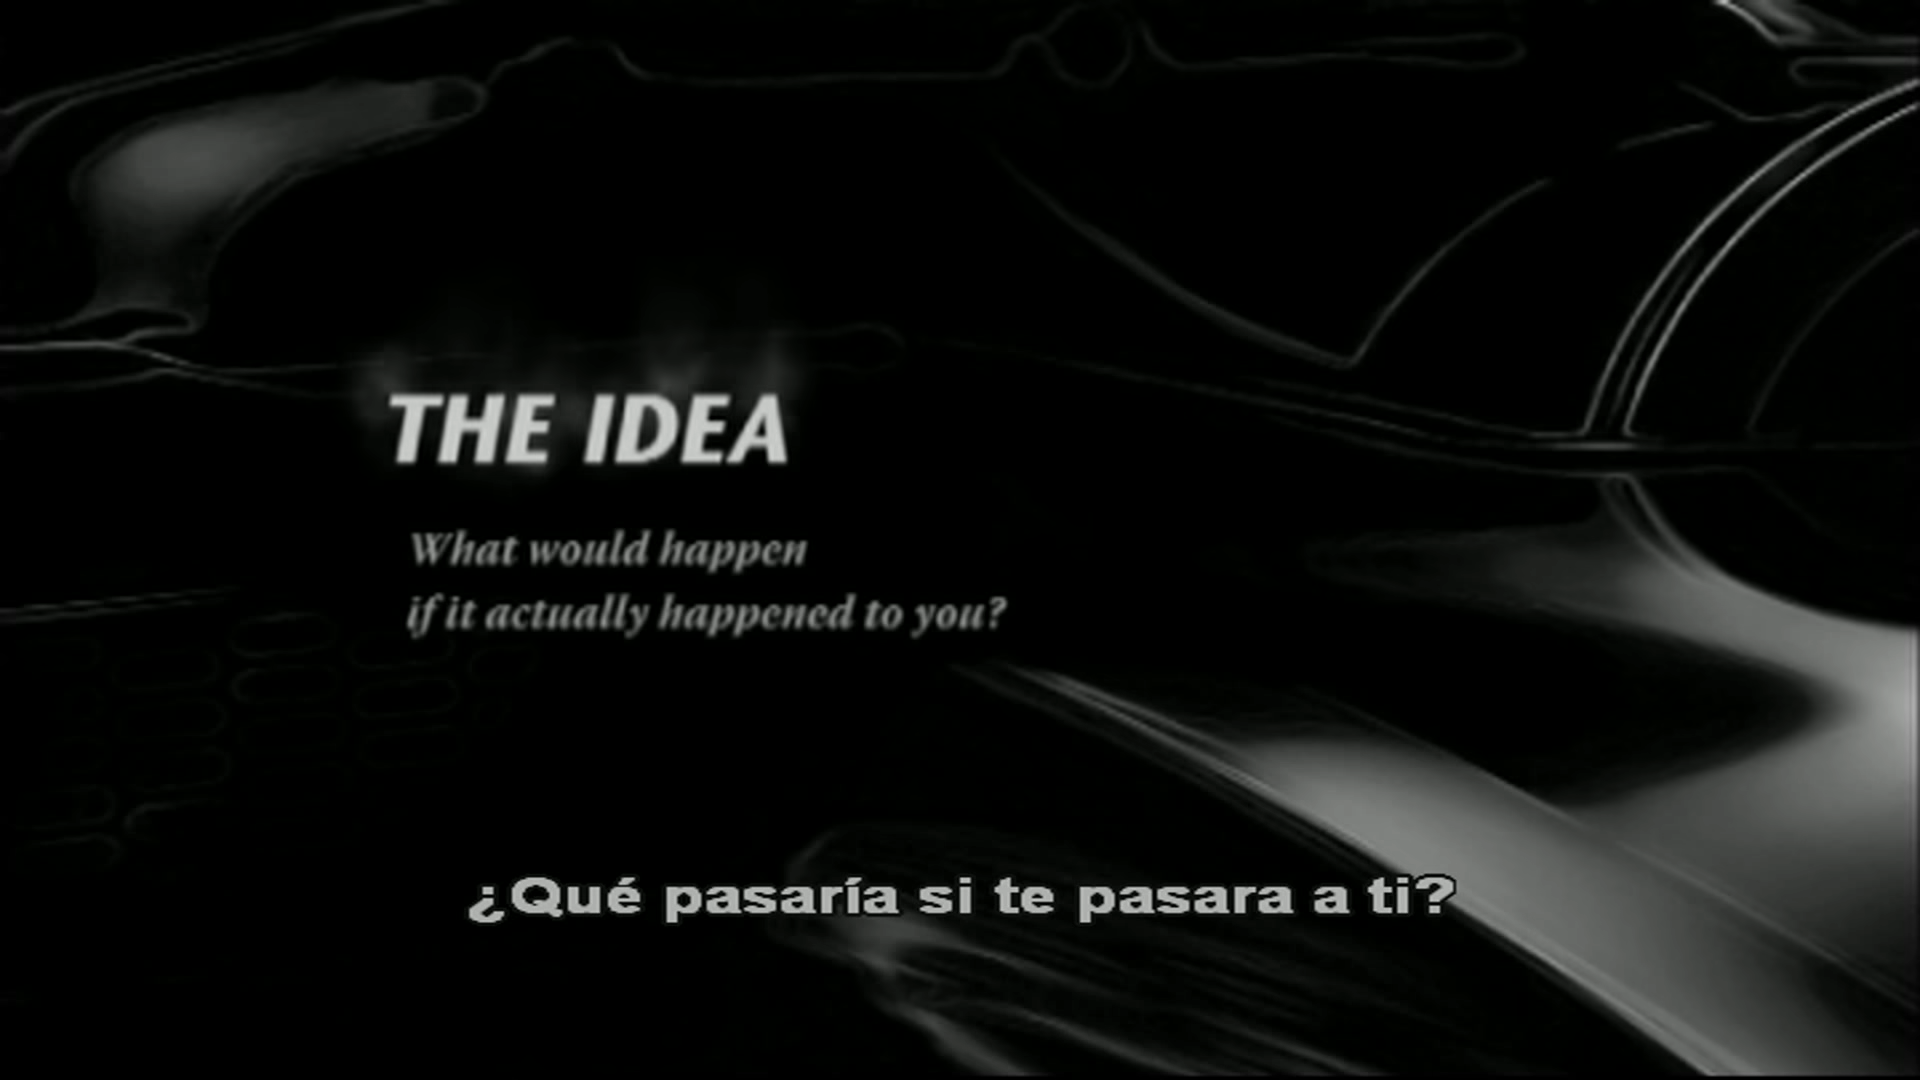 THE IDEA
What would happen
if it actually happened to you?
¿Qué pasaría si te pasara a ti?